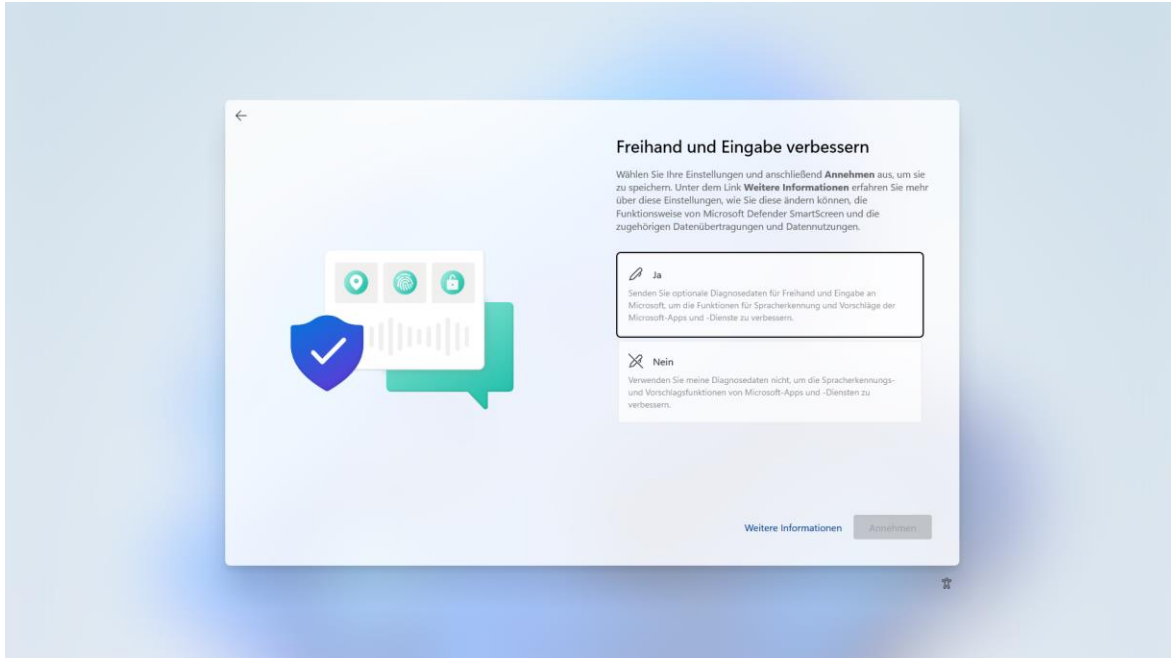 Freihand und Eingabe verbessern
Wählen Sie Ihre Einstellungen und anschließend Annehmen aus, um sie
zu speichern. Unter dem Link Weitere Informationen erfahren Sie mehr
über diese Einstellungen, wie Sie diese ändern können, die
Funktionsweise von Microsoft Defender SmartScreen und die
zugehörigen Datenübertragungen und Datennutzungen.
Ja
Senden Sie optionale Diagnosedaten für Freihand und Eingabe an
Microsoft, um die Funktionen für Spracherkennung und Vorschläge der
Microsoft-Apps und -Dienste zu verbessern.
Nein
Verwenden Sie meine Diagnosedaten nicht, um die Spracherkennungs-
und Vorschlagsfunktionen von Microsoft-Apps und -Diensten zu
verbessern.
Weitere Informationen
Annehmen